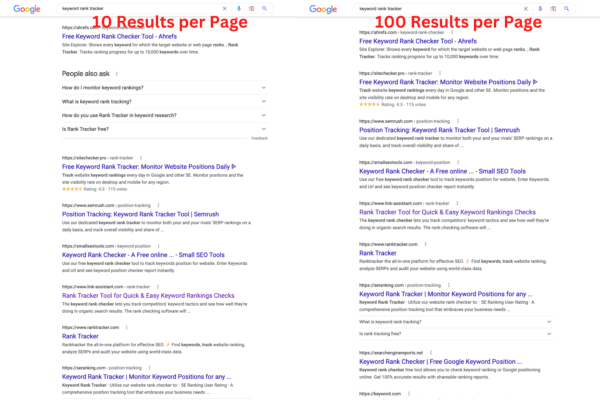 Google
keyword rank tracker
10 Results per Page
https://ahrefs.com › keyword-rank-checker
Free Keyword Rank Checker Tool - Ahrefs
Site Explorer. Shows every keyword for which the target website or web page ranks. ; Rank
Tracker. Tracks ranking progress for up to 10,000 keywords over time.
People also ask
How do I monitor keyword rankings?
What is keyword rank tracking?
How do you use Rank Tracker in keyword research?
Is Rank Tracker free?
Feedback
https://sitechecker.pro › rank-tracker
Free Keyword Rank Tracker: Monitor Website Positions Daily ᐈ
Track website keyword rankings every day in Google and other SE. Monitor positions and the
site visibility rate on desktop and mobile for any region.
Rating: 4.5 · 115 votes
https://www.semrush.com › position-tracking
Position Tracking: Keyword Rank Tracker Tool | Semrush
Use our dedicated keyword rank tracker to monitor both your and your rivals' SERP rankings on a
daily basis, and track overall visibility and share of ...
https://smallseotools.com › keyword-position
Keyword Rank Checker - A Free online ... - Small SEO Tools
Use our free keyword rank checker tool to track keywords position for website. Enter Keywords
and Url and see keyword position checker report instantly.
https://www.link-assistant.com › rank-tracker
Rank Tracker Tool for Quick & Easy Keyword Rankings Checks
The keyword rank checker lets you track competitors' keyword tactics and see how well they're
doing in organic search results. The rank checking software will ...
https://www.ranktracker.com
Rank Tracker
Ranktracker the all-in-one platform for effective SEO. ⚡ Find keywords, track website ranking,
analyze SERPs and audit your website using world-class data.
https://seranking.com › position-tracking
Rank Tracker | Monitor Keyword Positions for any ...
Keyword Rank Tracker · Utilize our website rank checker to: · SE Ranking User Rating · A
comprehensive position tracking tool that embraces your business needs ...
Google
keyword rank tracker
100 Results per Page
https://ahrefs.com › keyword-rank-checker
Free Keyword Rank Checker Tool - Ahrefs
Site Explorer. Shows every keyword for which the target website or web page ranks. ; Rank
Tracker. Tracks ranking progress for up to 10,000 keywords over time.
https://sitechecker.pro › rank-tracker
Free Keyword Rank Tracker: Monitor Website Positions Daily ᐈ
Track website keyword rankings every day in Google and other SE. Monitor positions and the
site visibility rate on desktop and mobile for any region.
Rating: 4.5 · 115 votes
https://www.semrush.com › position-tracking
Position Tracking: Keyword Rank Tracker Tool | Semrush
Use our dedicated keyword rank tracker to monitor both your and your rivals' SERP rankings on a
daily basis, and track overall visibility and share of ...
https://smallseotools.com › keyword-position
Keyword Rank Checker - A Free online ... - Small SEO Tools
Use our free keyword rank checker tool to track keywords position for website. Enter Keywords
and Url and see keyword position checker report instantly.
https://www.link-assistant.com › rank-tracker
Rank Tracker Tool for Quick & Easy Keyword Rankings Checks
The keyword rank checker lets you track competitors' keyword tactics and see how well they're
doing in organic search results. The rank checking software will ...
https://www.ranktracker.com
Rank Tracker
Ranktracker the all-in-one platform for effective SEO. ⚡ Find keywords, track website ranking,
analyze SERPs and audit your website using world-class data.
https://seranking.com › position-tracking
Keyword Rank Tracker | Monitor Keyword Positions for any ...
Keyword Rank Tracker · Utilize our website rank checker to: · SE Ranking User Rating · A
comprehensive position tracking tool that embraces your business needs ...
What is keyword rank tracking?
Is rank tracking free?
https://searchenginereports.net
Keyword Rank Checker | Free Google Keyword Position ...
Keyword rank checker free tool allows you to check keyword ranking or Google positioning
online. Get 100% accurate results with shareable ranking reports.
https://keyword.com